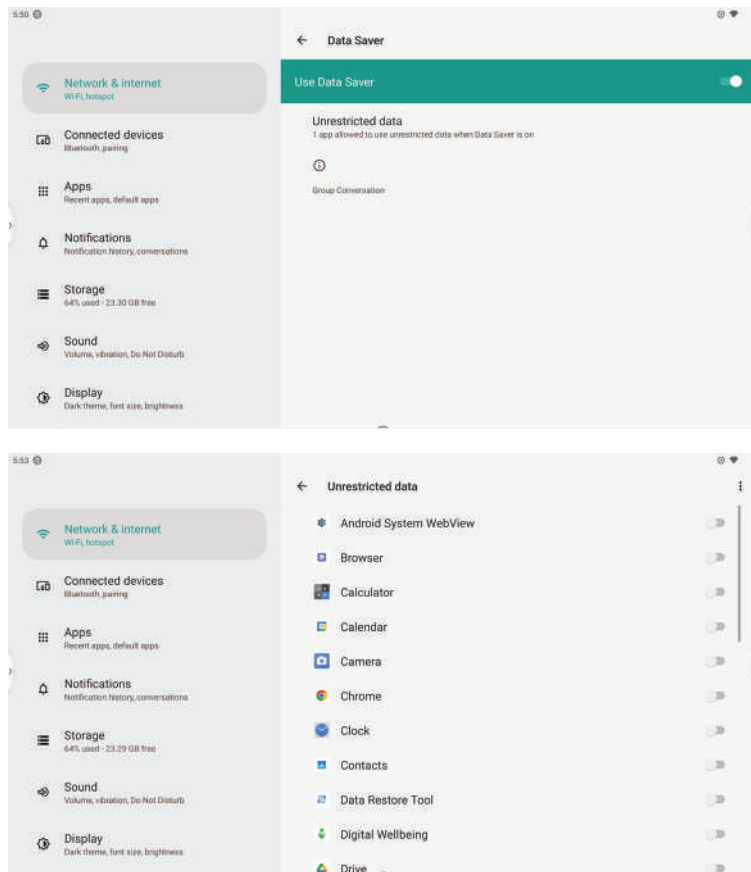 5:50
Data Saver
Network & internet
Wi-Fi, hotspot
Connected devices
Bluetooth, pairing
Apps
Recent apps, default apps
Notifications
Notification history, conversations
Storage
64% used - 23.30 GB free
Sound
Volume, vibration, Do Not Disturb
Display
Dark theme, font size, brightness
Use Data Saver
Unrestricted data
1 app allowed to use unrestricted data when Data Saver is on
Group Conversation
5:53
Unrestricted data
Network & internet
Wi-Fi, hotspot
Connected devices
Bluetooth, pairing
Apps
Recent apps, default apps
Notifications
Notification history, conversations
Storage
64% used - 23.29 GB free
Sound
Volume, vibration, Do Not Disturb
Display
Dark theme, font size, brightness
Android System WebView
Browser
Calculator
Calendar
Camera
Chrome
Clock
Contacts
Data Restore Tool
Digital Wellbeing
Drive